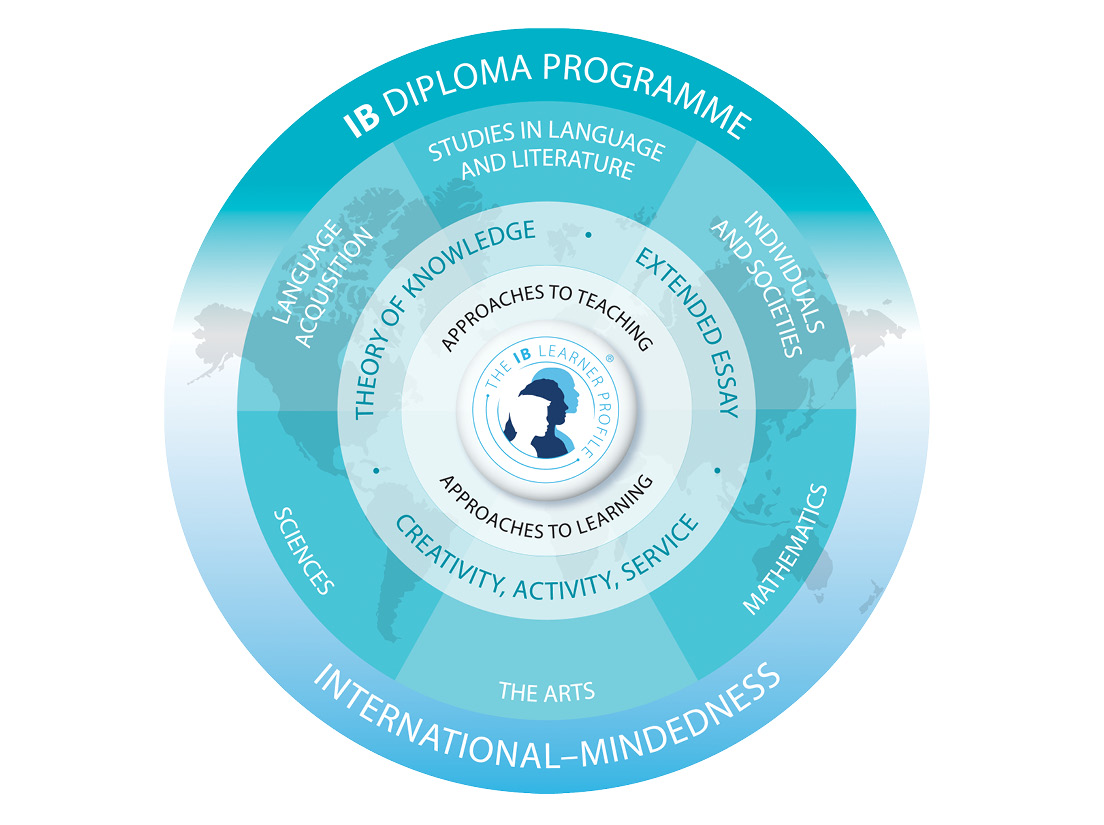 IB DIPLOMA PROGRAMME
STUDIES IN LANGUAGE
AND LITERATURE
LANGUAGE
ACQUISITION
INDIVIDUALS
AND SOCIETIES
THEORY OF KNOWLEDGE
EXTENDED ESSAY
APPROACHES TO TEACHING
THE IB LEARNER PROFILE
®
APPROACHES TO LEARNING
CREATIVITY, ACTIVITY, SERVICE
SCIENCES
MATHEMATICS
THE ARTS
INTERNATIONAL–MINDEDNESS